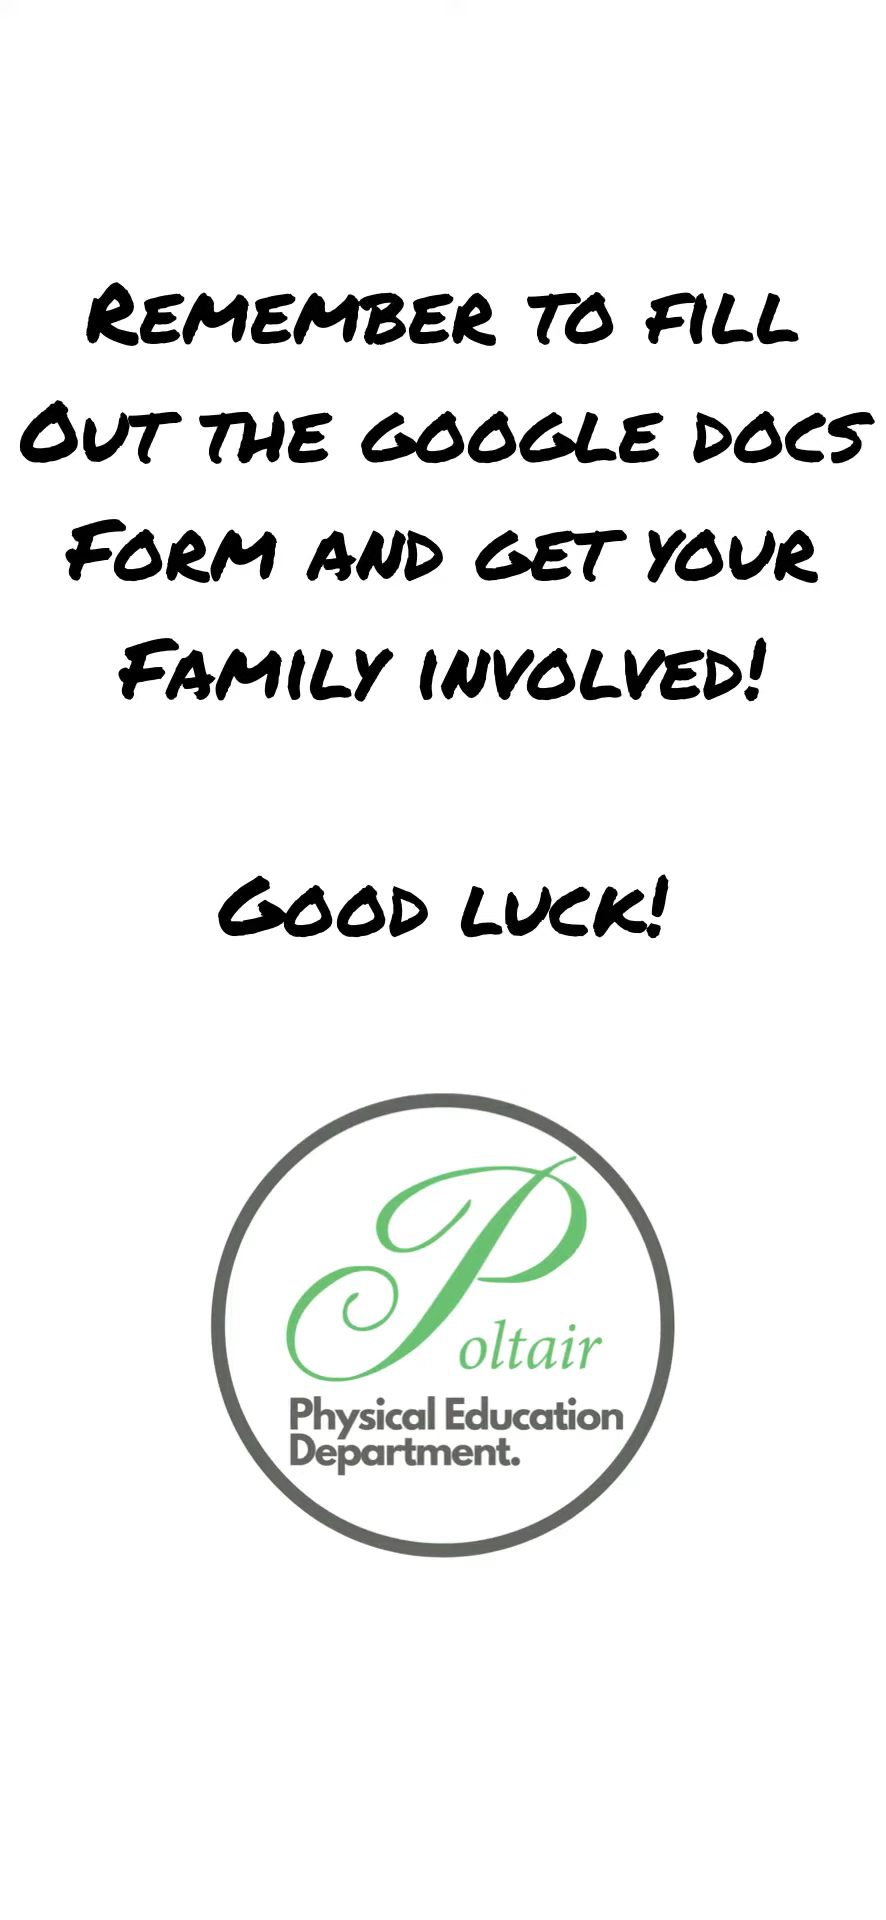 Remember to fill
Out the google docs
Form and get your
Family involved!
Good luck!
Poltair
Physical Education
Department.